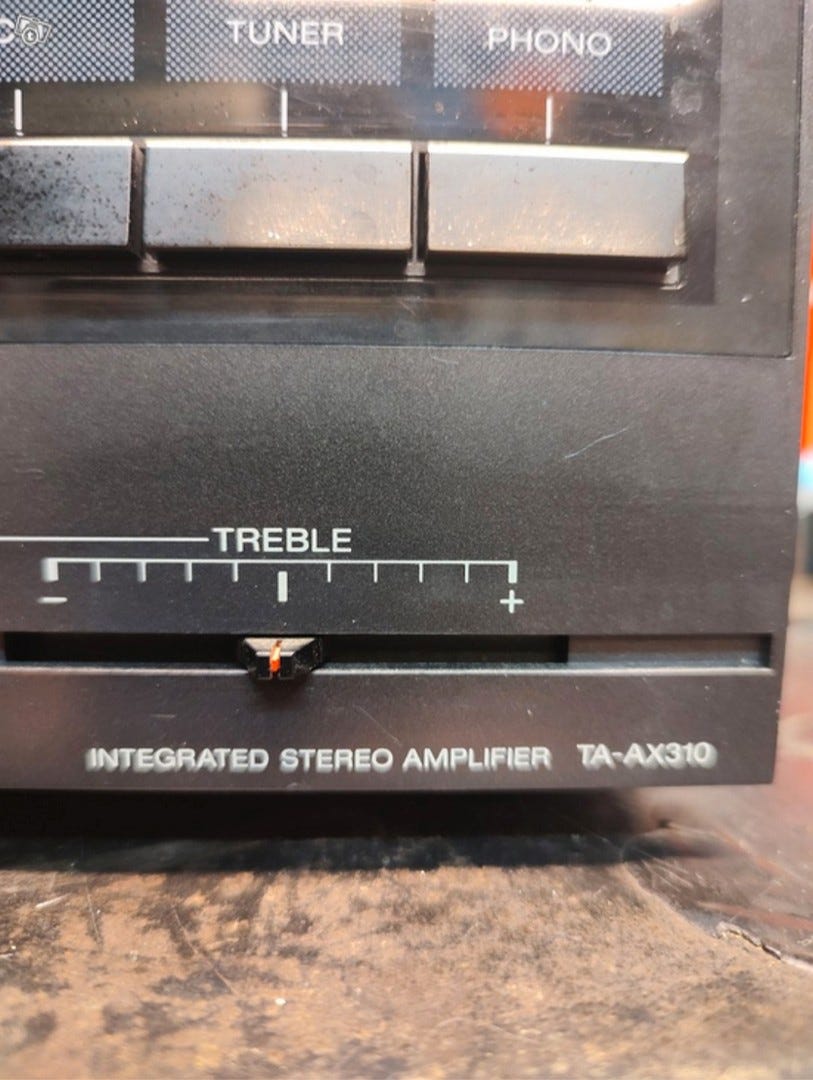 C TUNER PHONO
TREBLE
- +
INTEGRATED STEREO AMPLIFIER TA-AX310